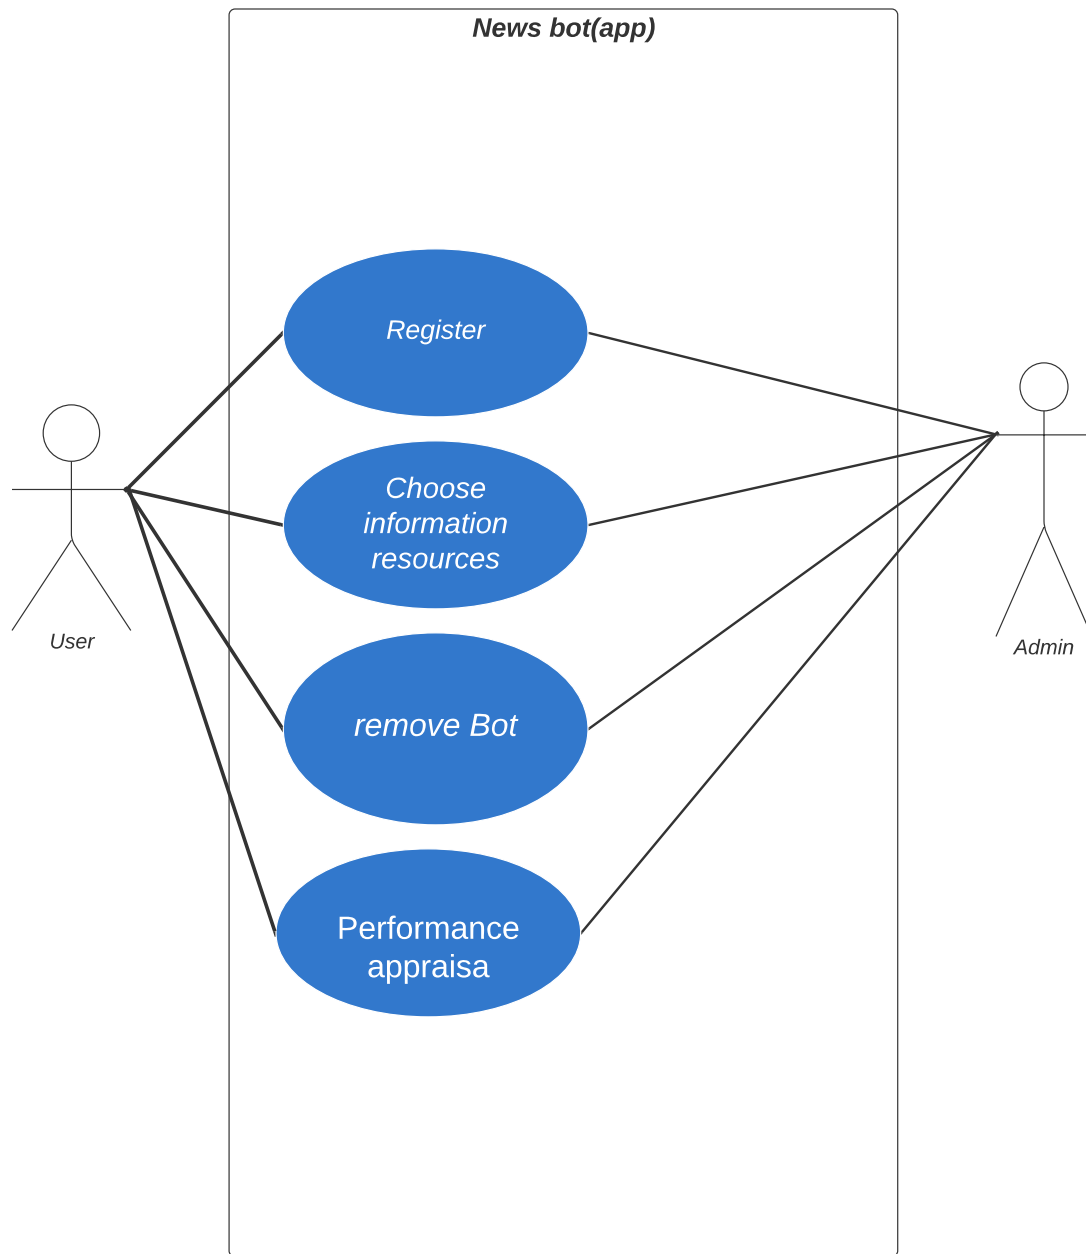 News bot(app)
Register
Choose
information
resources
User
Admin
remove Bot
Performance
appraisa